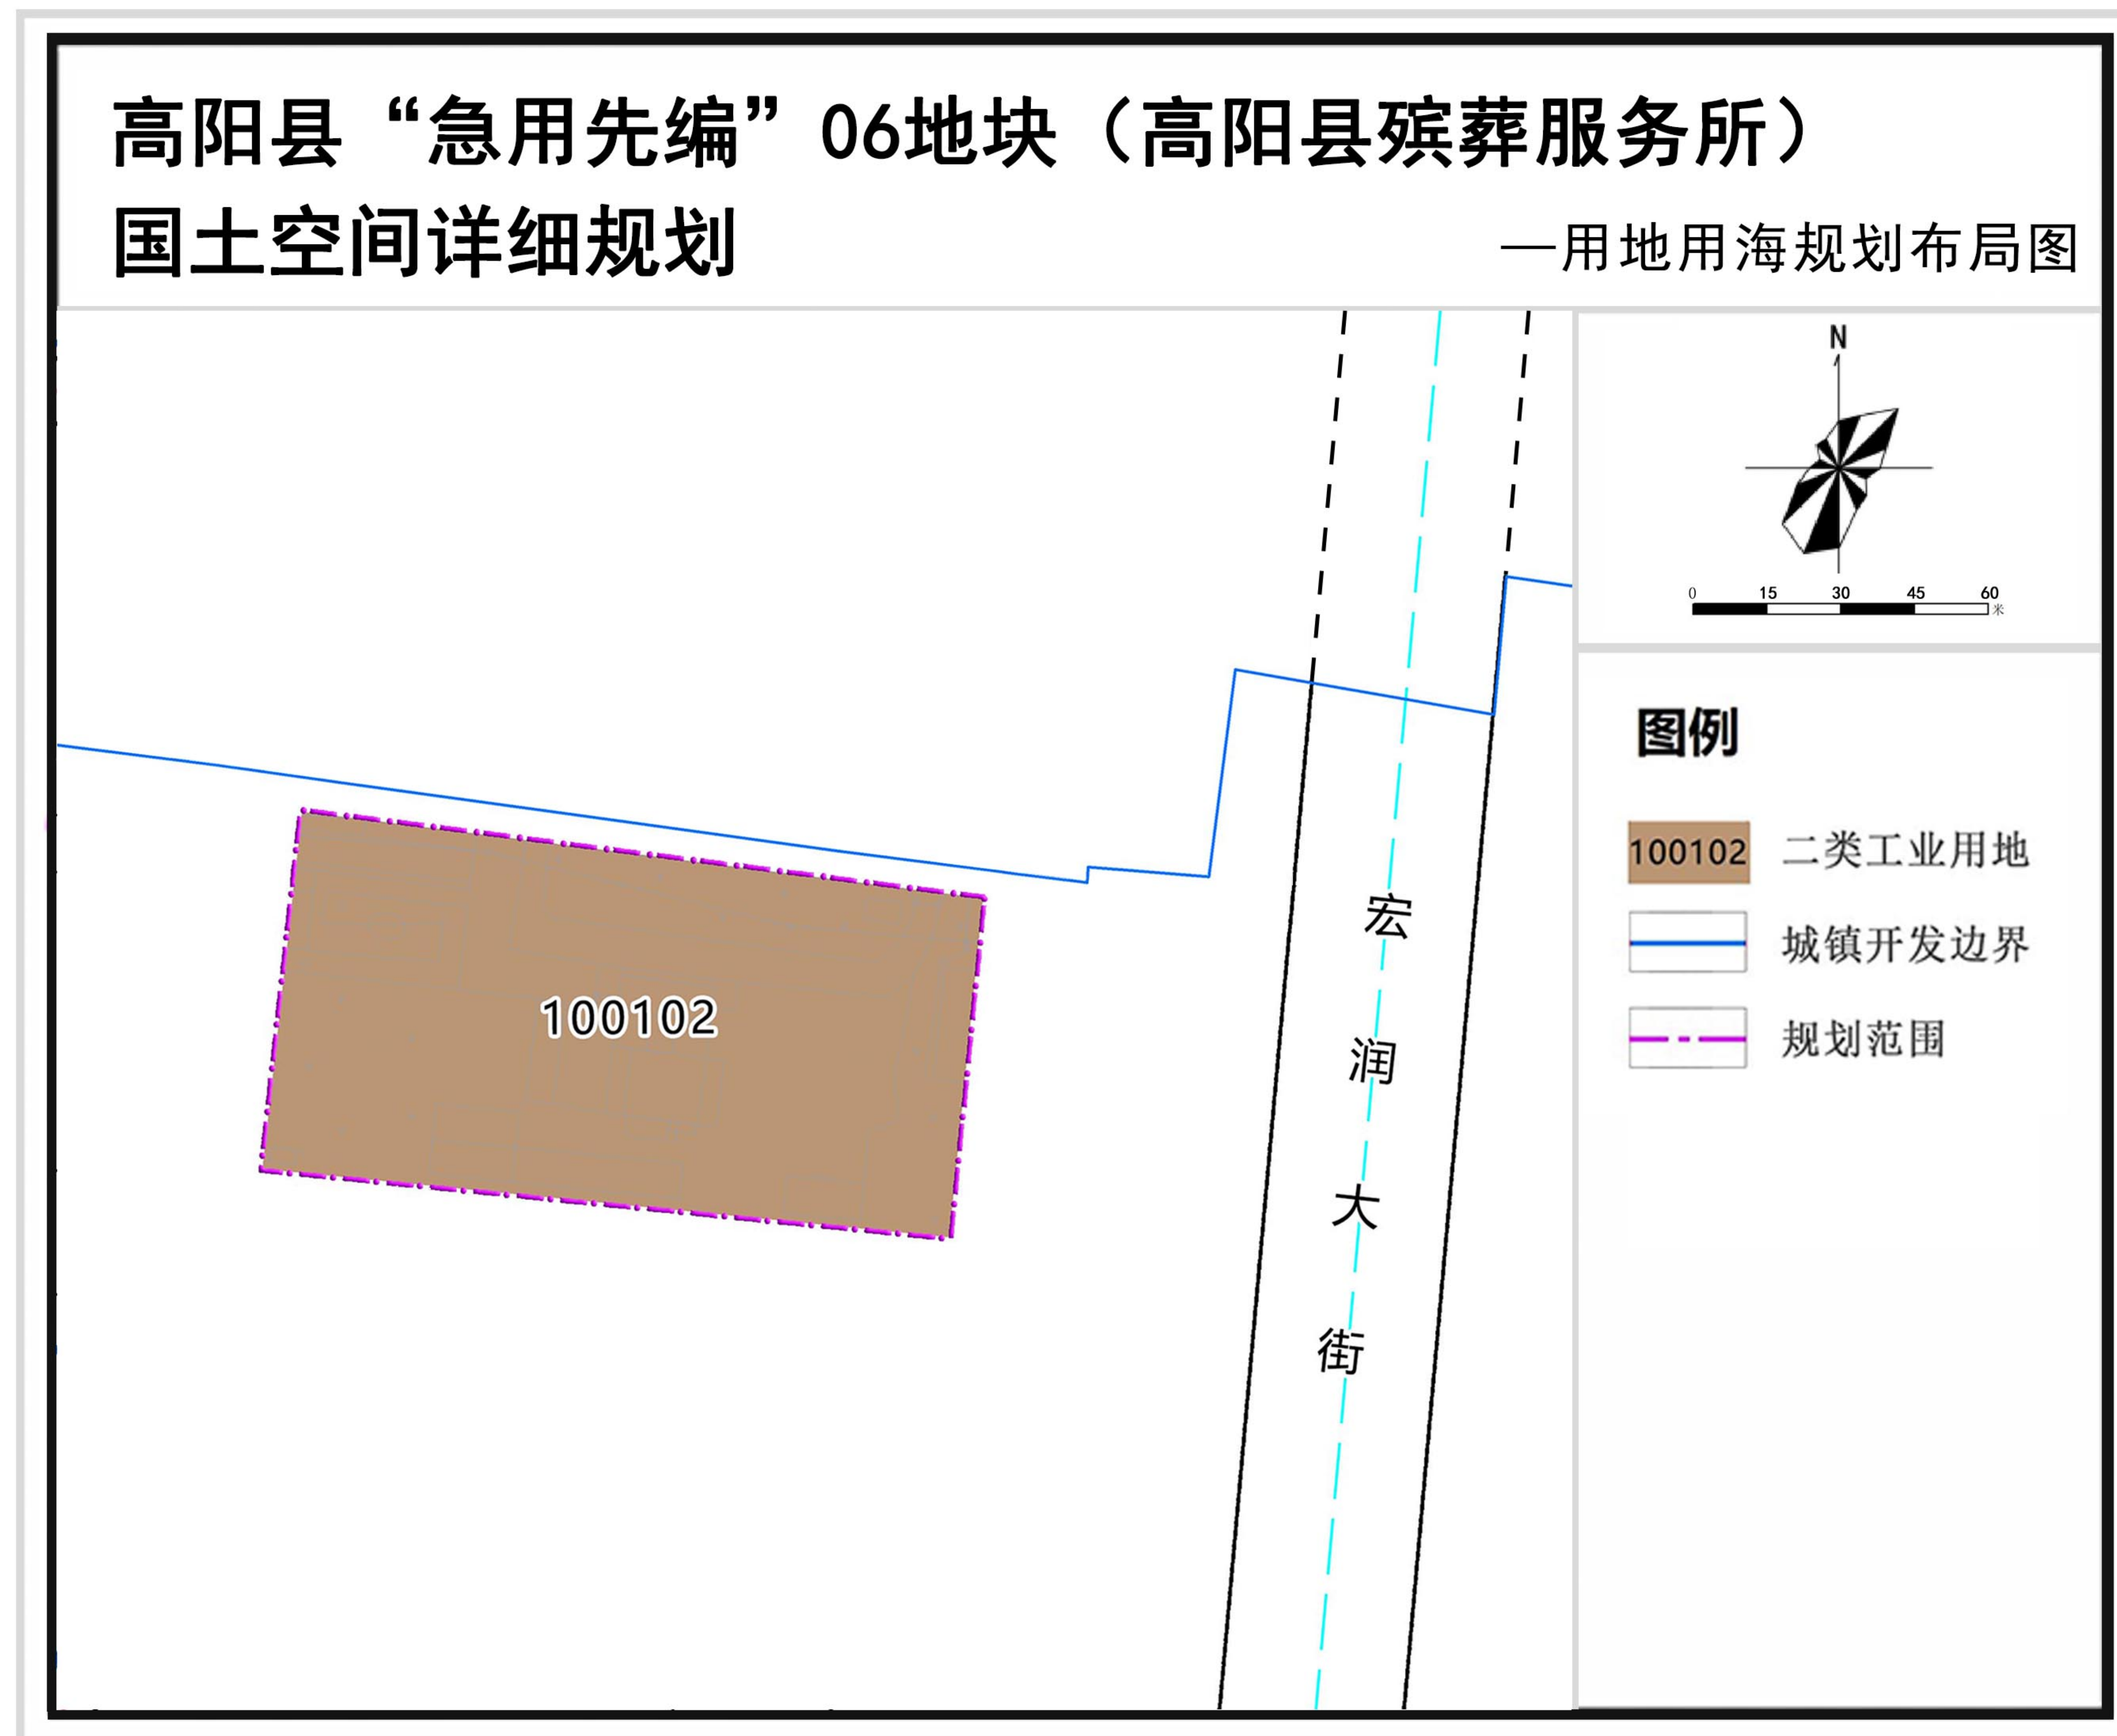 高阳县“急用先编”06地块（高阳县殡葬服务所）
国土空间详细规划
—用地用海规划布局图
N
0 15 30 45 60
米
图例
100102 二类工业用地
城镇开发边界
规划范围
100102
宏润大街